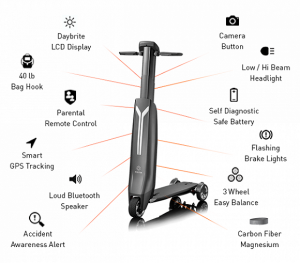 Daybrite
LCD Display
Camera
Button
40 lb
Bag Hook
Low / Hi Beam
Headlight
Parental
Remote Control
Self Diagnostic
Safe Battery
Smart
GPS Tracking
Flashing
Brake Lights
Loud Bluetooth
Speaker
3 Wheel
Easy Balance
Accident
Awareness Alert
Carbon Fiber
Magnesium